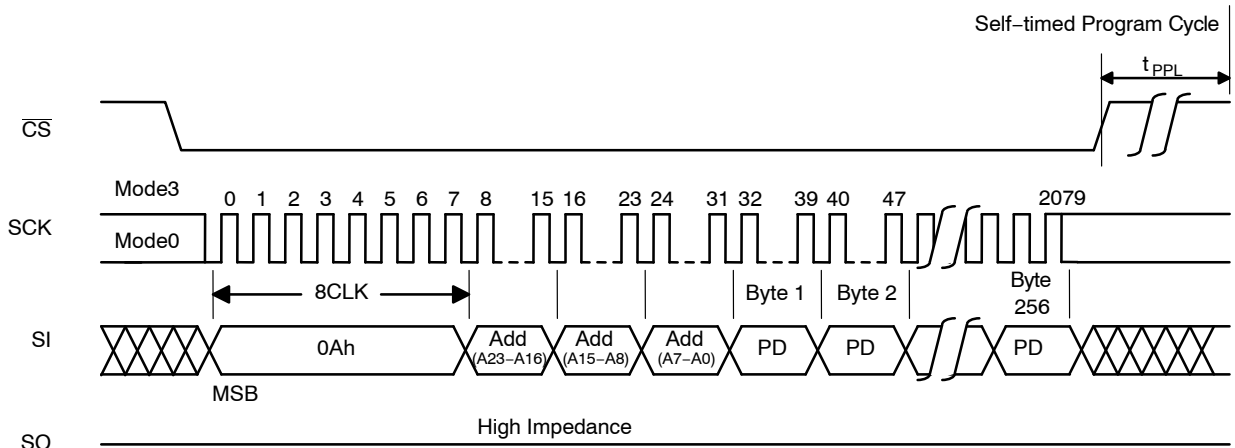 Self-timed Program Cycle
tPPL
CS
Mode3
0 1 2 3 4 5 6 7 8 15 16 23 24 31 32 39 40 47 2079
SCK
Mode0
8CLK
Byte 1
Byte 2
Byte
256
SI
0Ah
Add
(A23-A16)
Add
(A15-A8)
Add
(A7-A0)
PD
PD
PD
MSB
High Impedance
SO